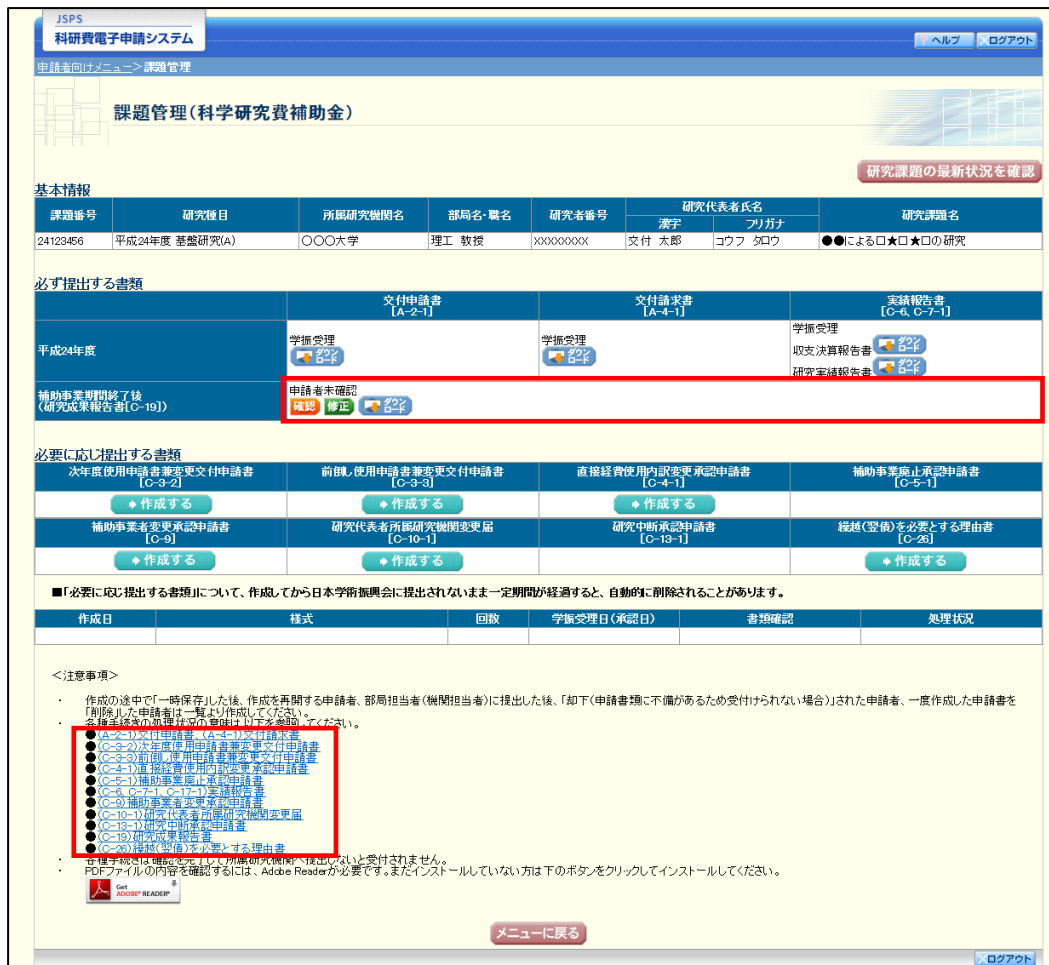 JSPS
科研費電子申請システム
ヘルプ ログアウト
申請者向けメニュー>課題管理
課題管理(科学研究費補助金)
研究課題の最新状況を確認
基本情報
課題番号 研究種目 所属研究機関名 部局名・職名 研究者番号 研究代表者氏名 研究課題名
漢字 フリガナ
24123456 平成24年度 基盤研究(A) 〇〇〇大学 理工 教授 XXXXXXXXX 交付 太郎 コウフ タロウ ●●による□★□★□の研究
必ず提出する書類
交付申請書 交付請求書 実績報告書
[A-2-1] [A-4-1] [C-6、C-7-1]
平成24年度
学振受理 学振受理 学振受理
ダウンロード ダウンロード 収支決算報告書 ダウンロード
研究実績報告書 ダウンロード
補助事業期間終了後
(研究成果報告書[C-19])
申請者未確認
確認 修正 ダウンロード
必要に応じ提出する書類
次年度使用申請書兼変更交付申請書 前倒し使用申請書兼変更交付申請書 直接経費使用内訳変更承認申請書 補助事業廃止承認申請書
[C-3-2] [C-3-3] [C-4-1] [C-5-1]
作成する 作成する 作成する
補助事業者変更承認申請書 研究代表者所属研究機関変更届 研究中断承認申請書 繰越(翌債)を必要とする理由書
[C-9] [C-10-1] [C-13-1] [C-26]
作成する 作成する 作成する
■「必要に応じ提出する書類」について、作成してから日本学術振興会に提出されないまま一定期間が経過すると、自動的に削除されることがあります。
作成日 様式 回数 学振受理日(承認日) 書類確認 処理状況
<注意事項>
・ 作成の途中で「一時保存」した後、作成を再開する申請者、部局担当者(機関担当者)に提出した後、「却下(申請書類に不備があるため受付けられない場合)」された申請者、一度作成した申請書を
「削除」した申請者は一覧より作成してください。
・ 各種手続きの処理状況の意味は以下を参照してください。
●(A-2-1)交付申請書、(A-4-1)交付請求書
●(C-3-2)次年度使用申請書兼変更交付申請書
●(C-3-3)前倒し使用申請書兼変更交付申請書
●(C-4-1)直接経費使用内訳変更承認申請書
●(C-5-1)補助事業廃止承認申請書
●(C-6、C-7-1、C-17-1)実績報告書
●(C-9)補助事業者変更承認申請書
●(C-10-1)研究代表者所属研究機関変更届
●(C-13-1)研究中断承認申請書
●(C-19)研究成果報告書
●(C-26)繰越(翌債)を必要とする理由書
・ 各種手続きは確認を完了して所属研究機関へ提出しないと受付されません。
・ PDFファイルの内容を確認するには、Adobe Readerが必要です。まだインストールしていない方は下のボタンをクリックしてインストールしてください。
Get
ADOBE® READER®
メニューに戻る
ログアウト